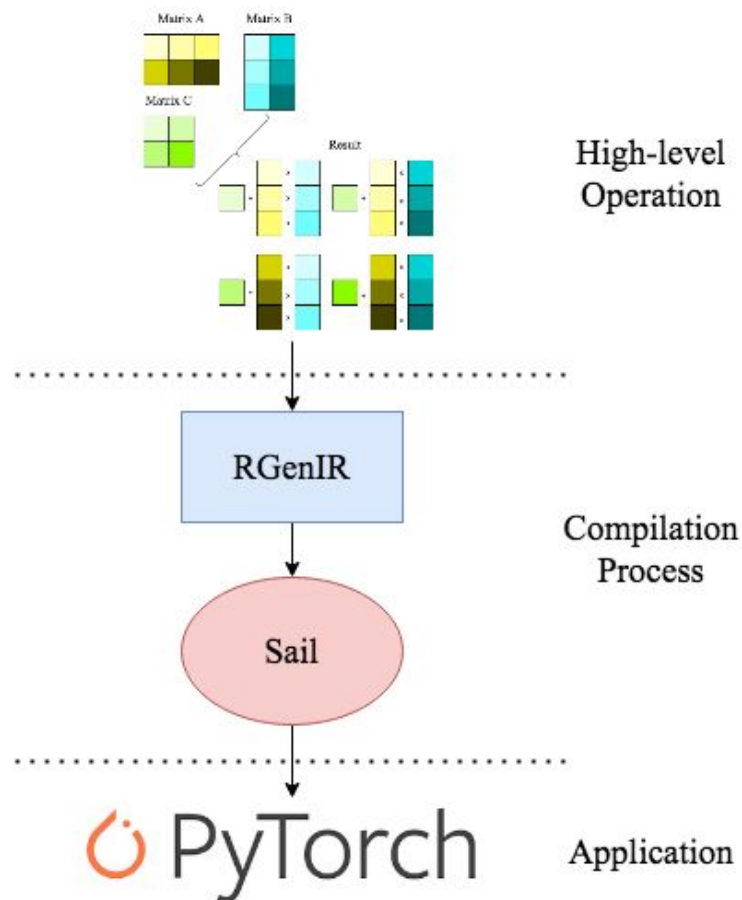 Matrix A
Matrix B
Matrix C
Result
High-level
Operation
RGenIR
Compilation
Process
Sail
PyTorch
Application